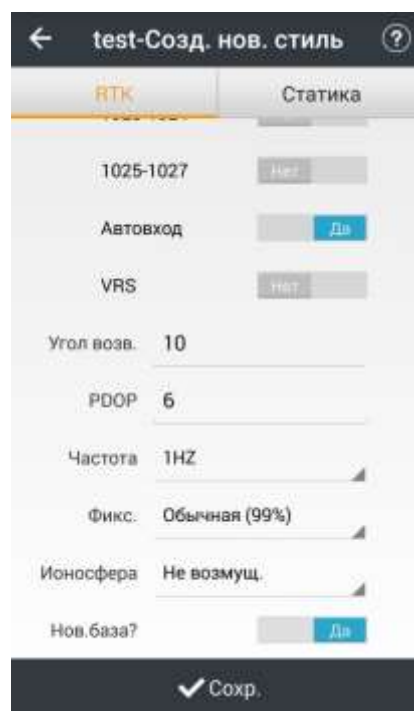 test-Созд. нов. стиль ?
RTK Статика
1025-1027 Нет
Автовход Да
VRS Нет
Угол возв. 10
PDOP 6
Частота 1HZ
Фикс. Обычная (99%)
Ионосфера Не возмущ.
Нов.база? Да
Сохр.